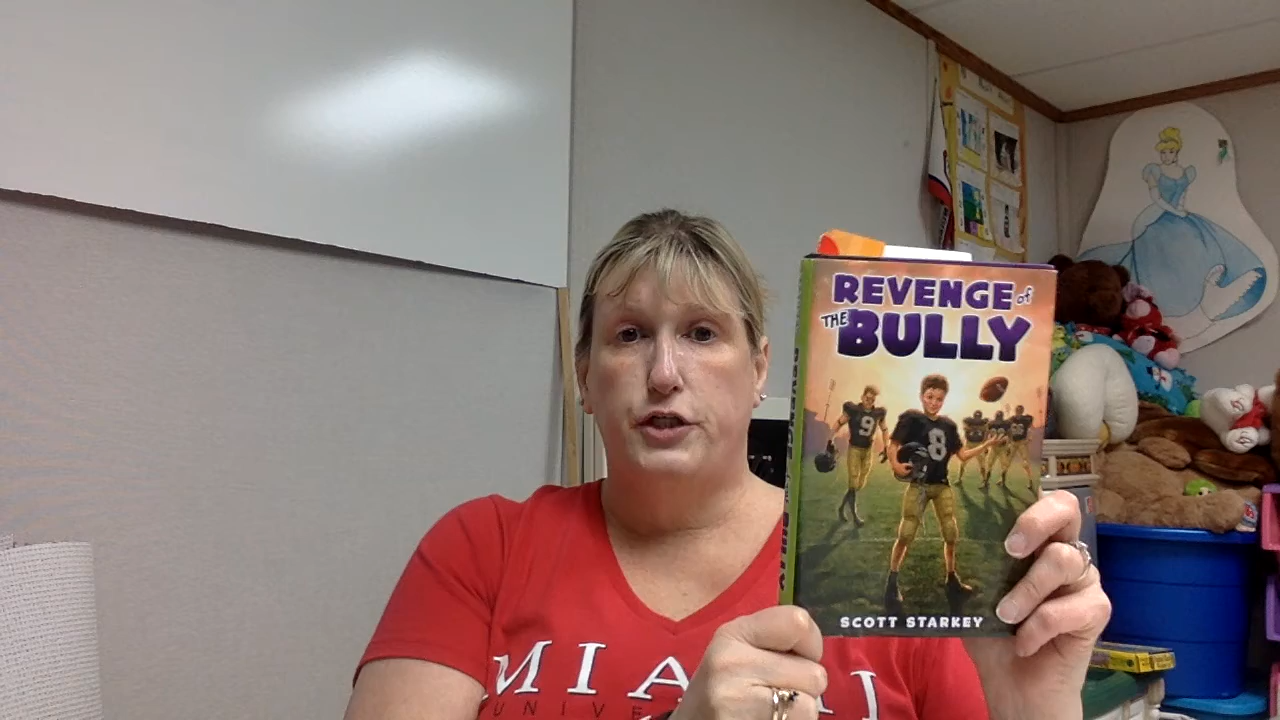 REVENGE of
THE BULLY
9
8
SCOTT STARKEY
MIAMI